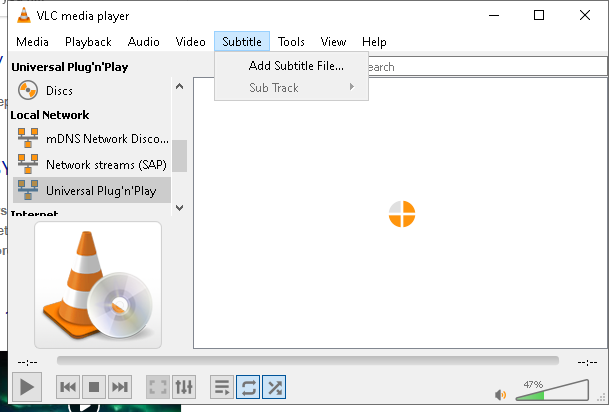 VLC media player
Media Playback Audio Video Subtitle Tools View Help
Add Subtitle File...
Sub Track
Universal Plug'n'Play
Discs
Local Network
mDNS Network Disco...
Network streams (SAP)
Universal Plug'n'Play
Internet
--:--
--:--
47%